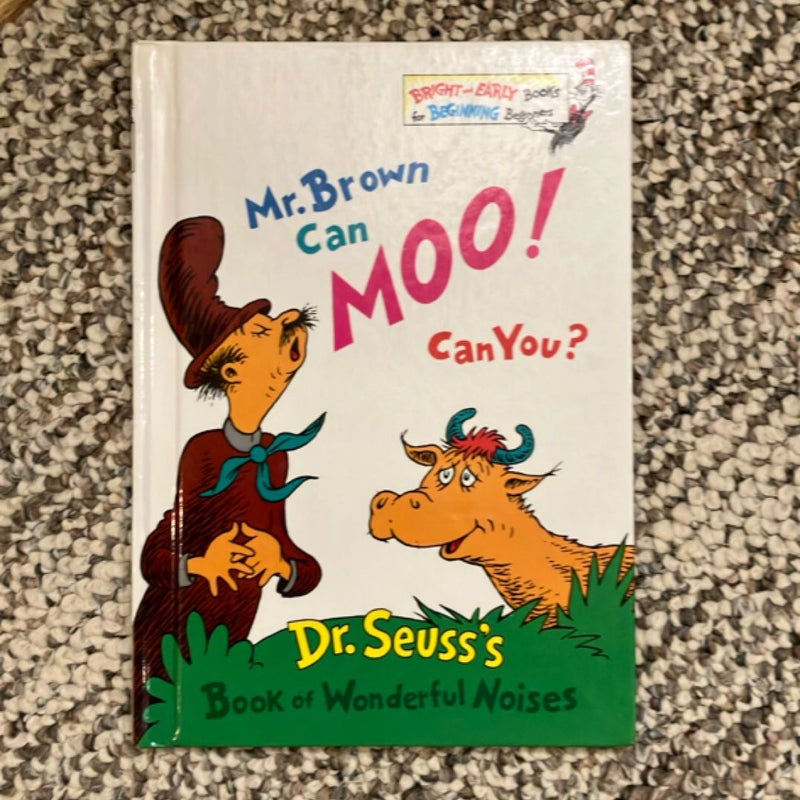 BRIGHT and EARLY BOOKS
for BEGINNING Beginners
Mr. Brown
Can
MOO!
Can You?
Dr. Seuss's
Book of Wonderful Noises